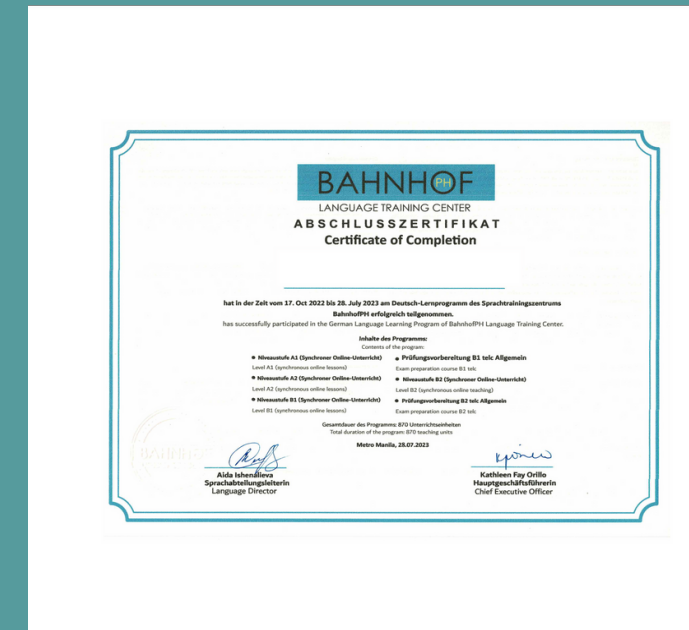 BAHNHOF
PH
LANGUAGE TRAINING CENTER
ABSCHLUSSZERTIFIKAT
Certificate of Completion
hat in der Zeit vom 17. Oct 2022 bis 28. July 2023 am Deutsch-Lernprogramm des Sprachtrainingszentrums
BahnhofPH erfolgreich teilgenommen.
has successfully participated in the German Language Learning Program of BahnhofPH Language Training Center.
Inhalte des Programms:
Contents of the program:
• Niveaustufe A1 (Synchroner Online-Unterricht)
Level A1 (synchronous online lessons)
• Niveaustufe A2 (Synchroner Online-Unterricht)
Level A2 (synchronous online lessons)
• Niveaustufe B1 (Synchroner Online-Unterricht)
Level B1 (synchronous online lessons)
• Prüfungsvorbereitung B1 telc Allgemein
Exam preparation course B1 telc
• Niveaustufe B2 (Synchroner Online-Unterricht)
Level B2 (synchronous online teaching)
• Prüfungsvorbereitung B2 telc Allgemein
Exam preparation course B2 telc
Gesamtdauer des Programms: 870 Unterrichtseinheiten
Total duration of the program: 870 teaching units
Metro Manila, 28.07.2023
Aida Ishenalieva
Sprachabteilungsleiterin
Language Director
Kathleen Fay Orillo
Hauptgeschäftsführerin
Chief Executive Officer